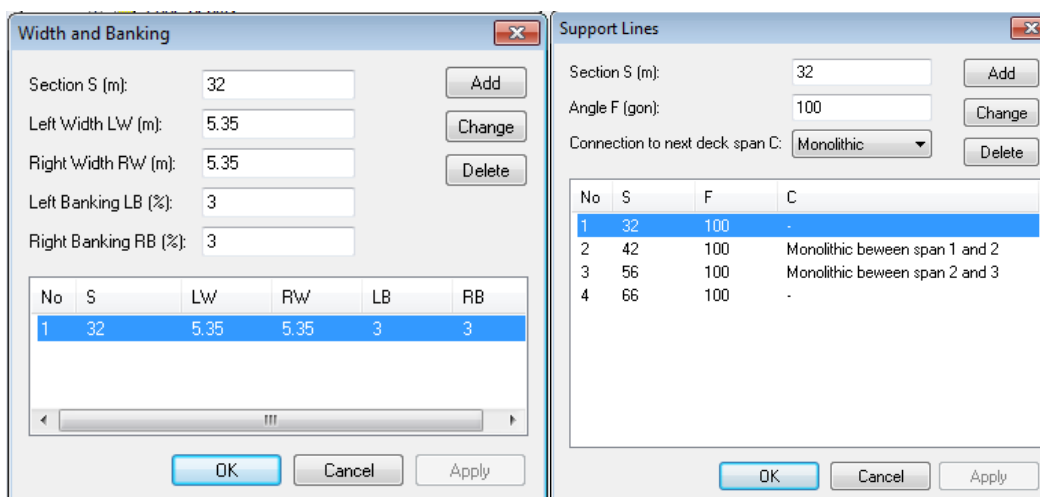 Width and Banking
Section S (m):
32
Add
Left Width LW (m):
5.35
Change
Right Width RW (m):
5.35
Delete
Left Banking LB (%):
3
Right Banking RB (%):
3
No S LW RW LB RB
1 32 5.35 5.35 3 3
OK Cancel Apply
Support Lines
Section S (m):
32
Add
Angle F (gon):
100
Change
Connection to next deck span C:
Monolithic
Delete
No S F C
1 32 100 -
2 42 100 Monolithic beween span 1 and 2
3 56 100 Monolithic beween span 2 and 3
4 66 100 -
OK Cancel Apply